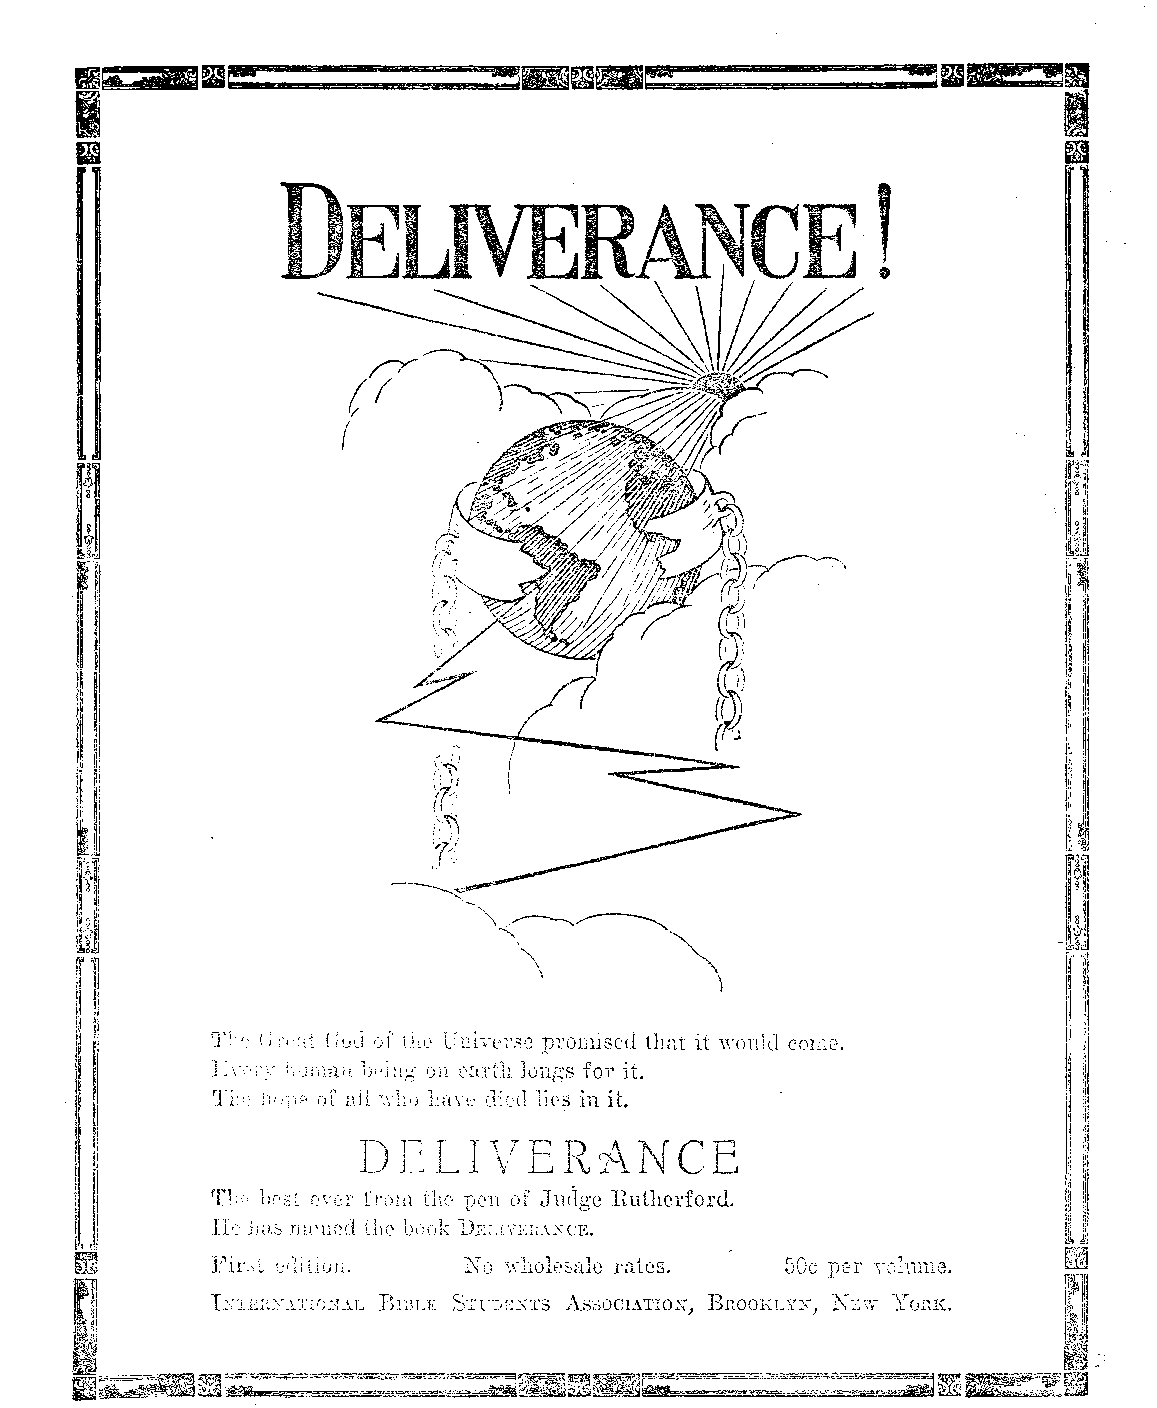 DELIVERANCE!
The Great God of the Universe promised that it would come.
Every human being on earth longs for it.
The hope of all who have died lies in it.
DELIVERANCE
The best ever from the pen of Judge Rutherford.
He has named the book DELIVERANCE.
First edition. No wholesale rates. 50c per volume.
INTERNATIONAL BIBLE STUDENTS ASSOCIATION, BROOKLYN, NEW YORK.